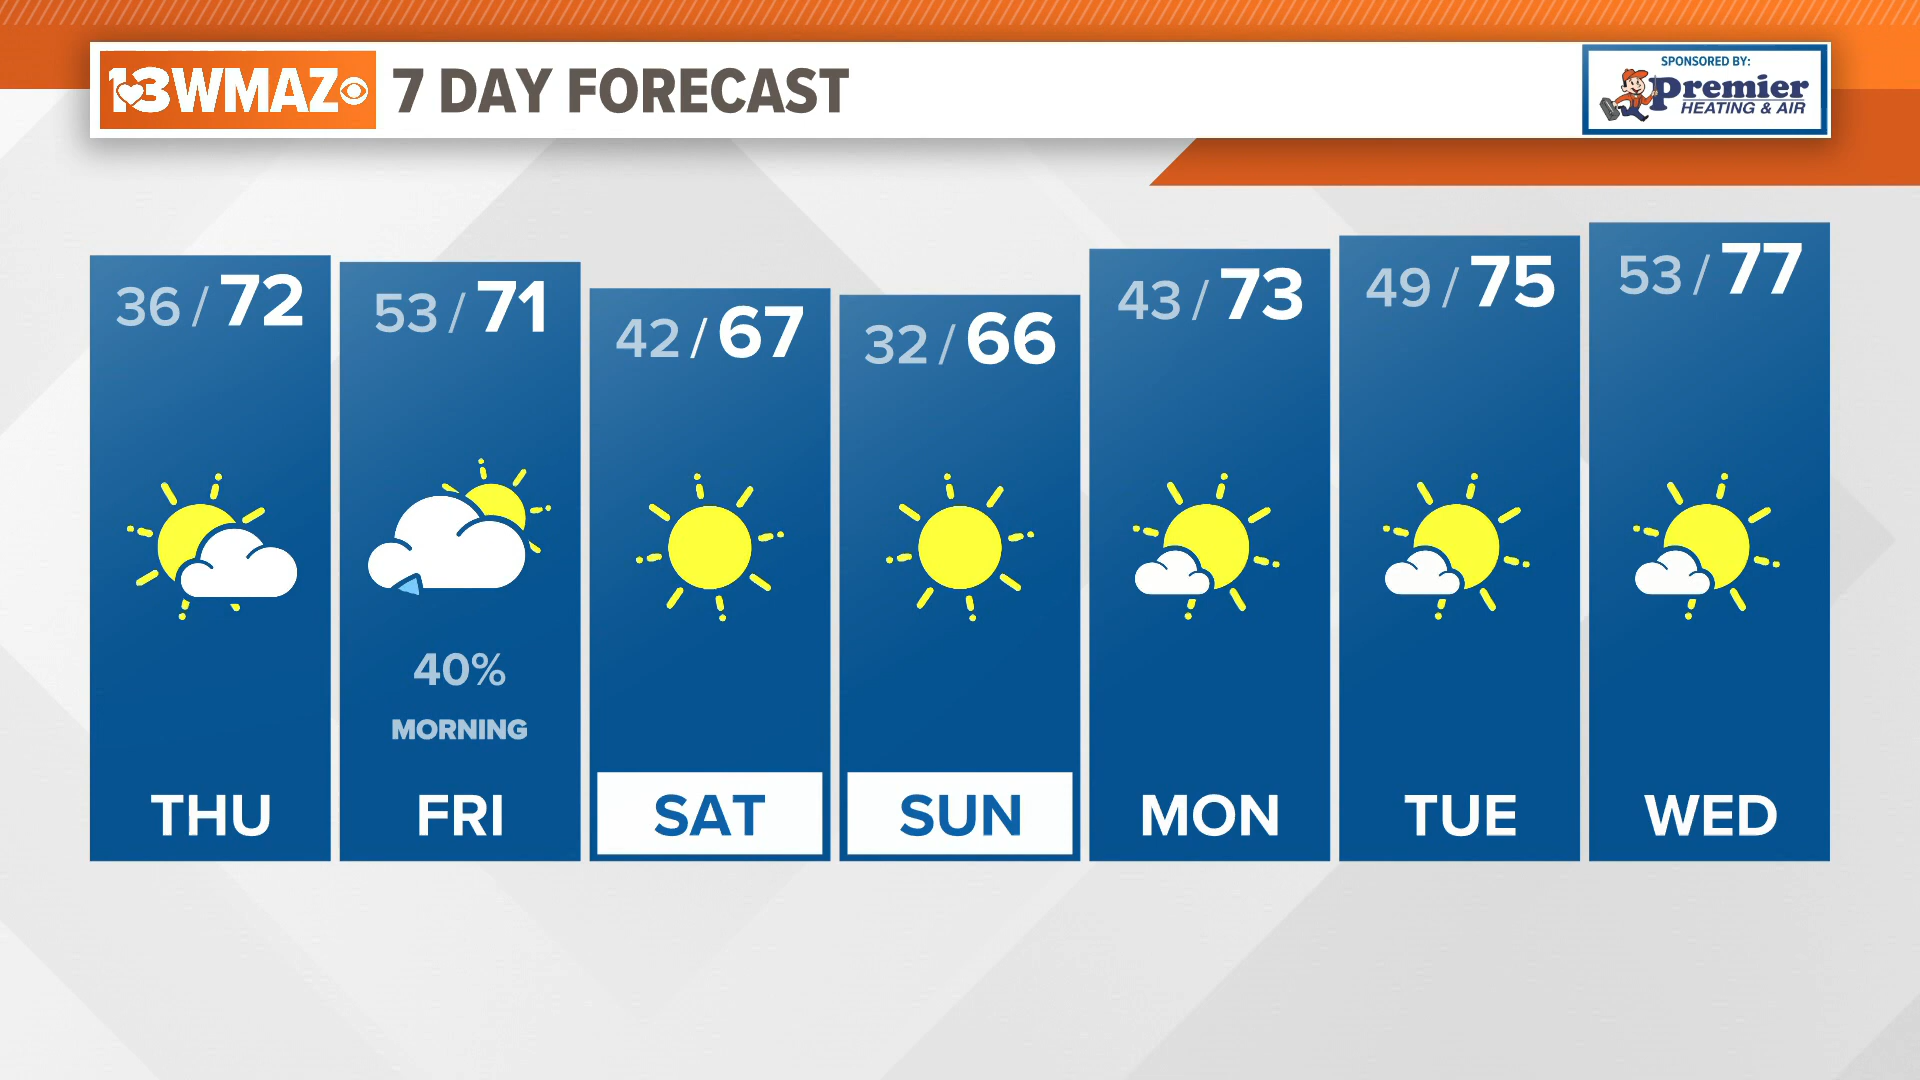 13WMAZ 7 DAY FORECAST
SPONSORED BY:
Premier
HEATING & AIR
36 / 72
53 / 71
42 / 67
32 / 66
43 / 73
49 / 75
53 / 77
40%
MORNING
THU
FRI
SAT
SUN
MON
TUE
WED